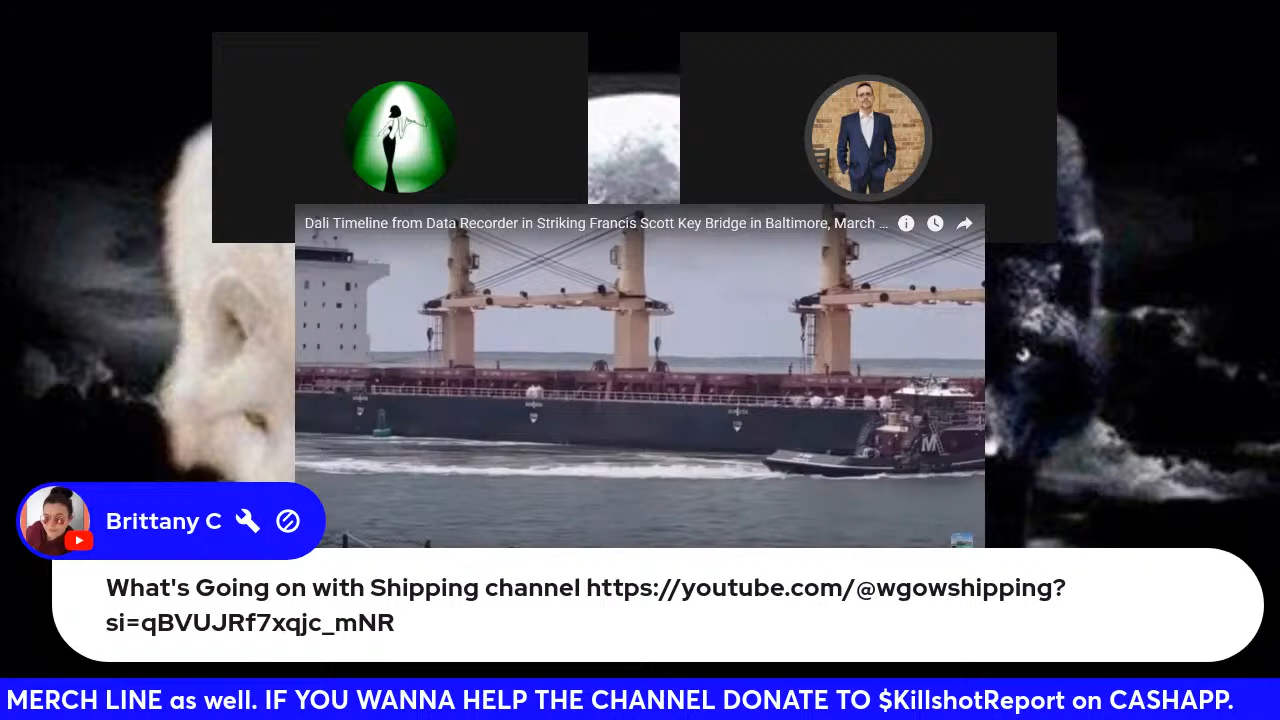 Dali Timeline from Data Recorder in Striking Francis Scott Key Bridge in Baltimore, March ...
M
Brittany C
What's Going on with Shipping channel https://youtube.com/@wgowshipping?
si=qBVUJRf7xqjc_mNR
MERCH LINE as well. IF YOU WANNA HELP THE CHANNEL DONATE TO $KillshotReport on CASHAPP.